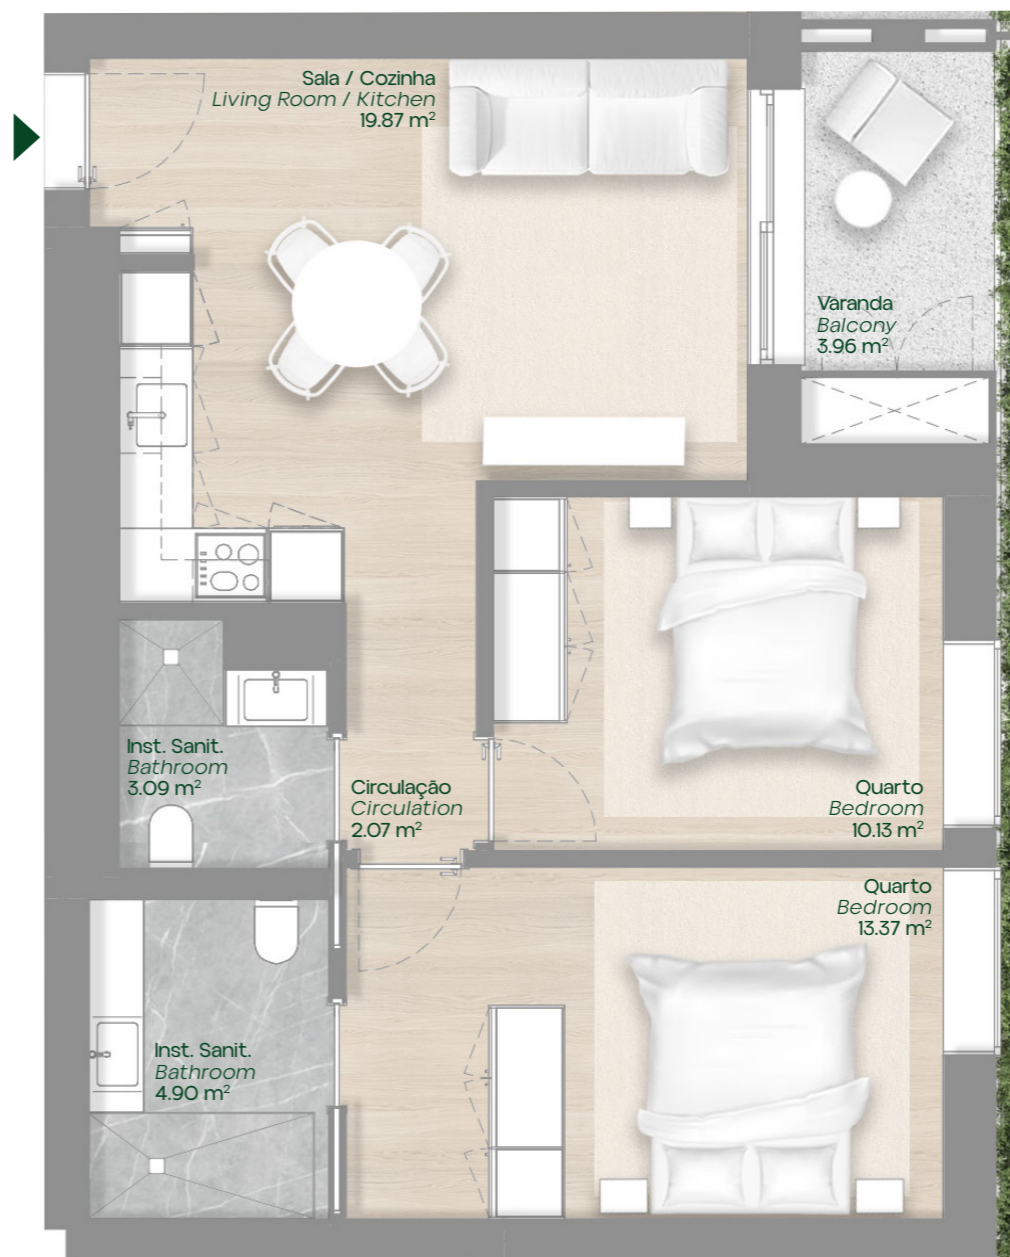 Sala / Cozinha
Living Room / Kitchen
19.87 m²
Varanda
Balcony
3.96 m²
Inst. Sanit.
Bathroom
3.09 m²
Circulação
Circulation
2.07 m²
Quarto
Bedroom
10.13 m²
Quarto
Bedroom
13.37 m²
Inst. Sanit.
Bathroom
4.90 m²